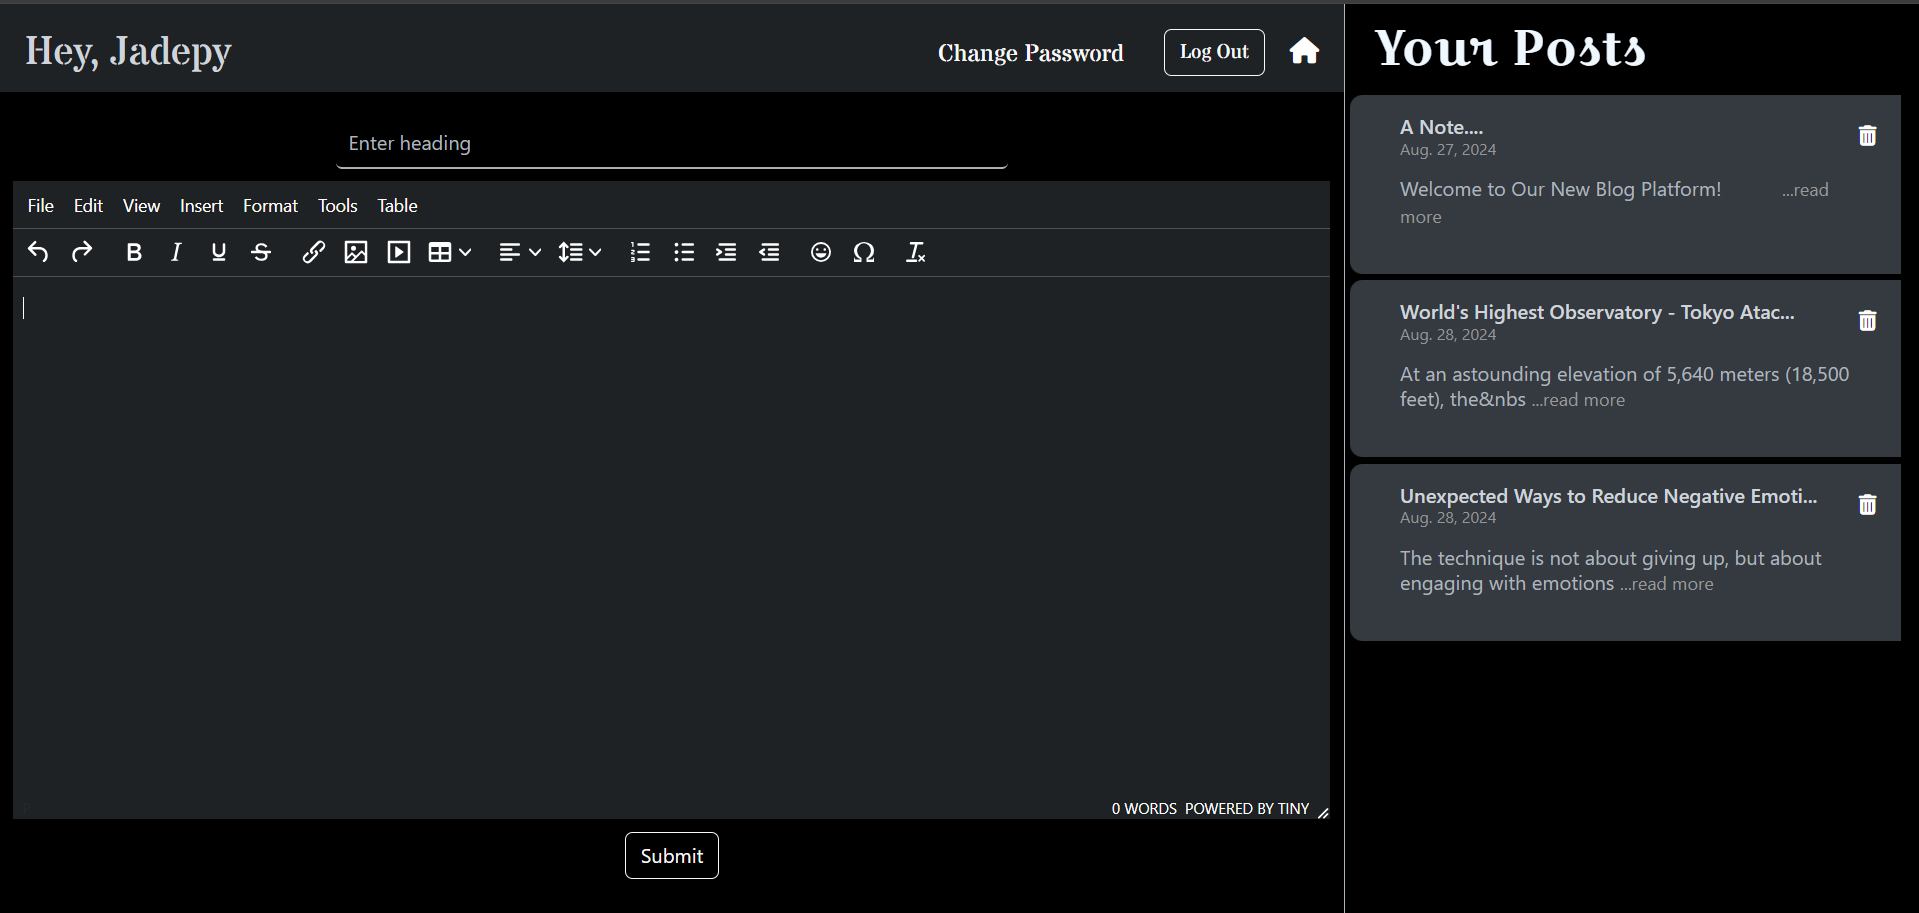 Hey, Jadepy
Change Password
Log Out
Enter heading
File Edit View Insert Format Tools Table
0 WORDS POWERED BY TINY
P
Submit
Your Posts
A Note....
Aug. 27, 2024
Welcome to Our New Blog Platform! ...read
more
World's Highest Observatory - Tokyo Atac...
Aug. 28, 2024
At an astounding elevation of 5,640 meters (18,500
feet), the&nbs ...read more
Unexpected Ways to Reduce Negative Emoti...
Aug. 28, 2024
The technique is not about giving up, but about
engaging with emotions ...read more